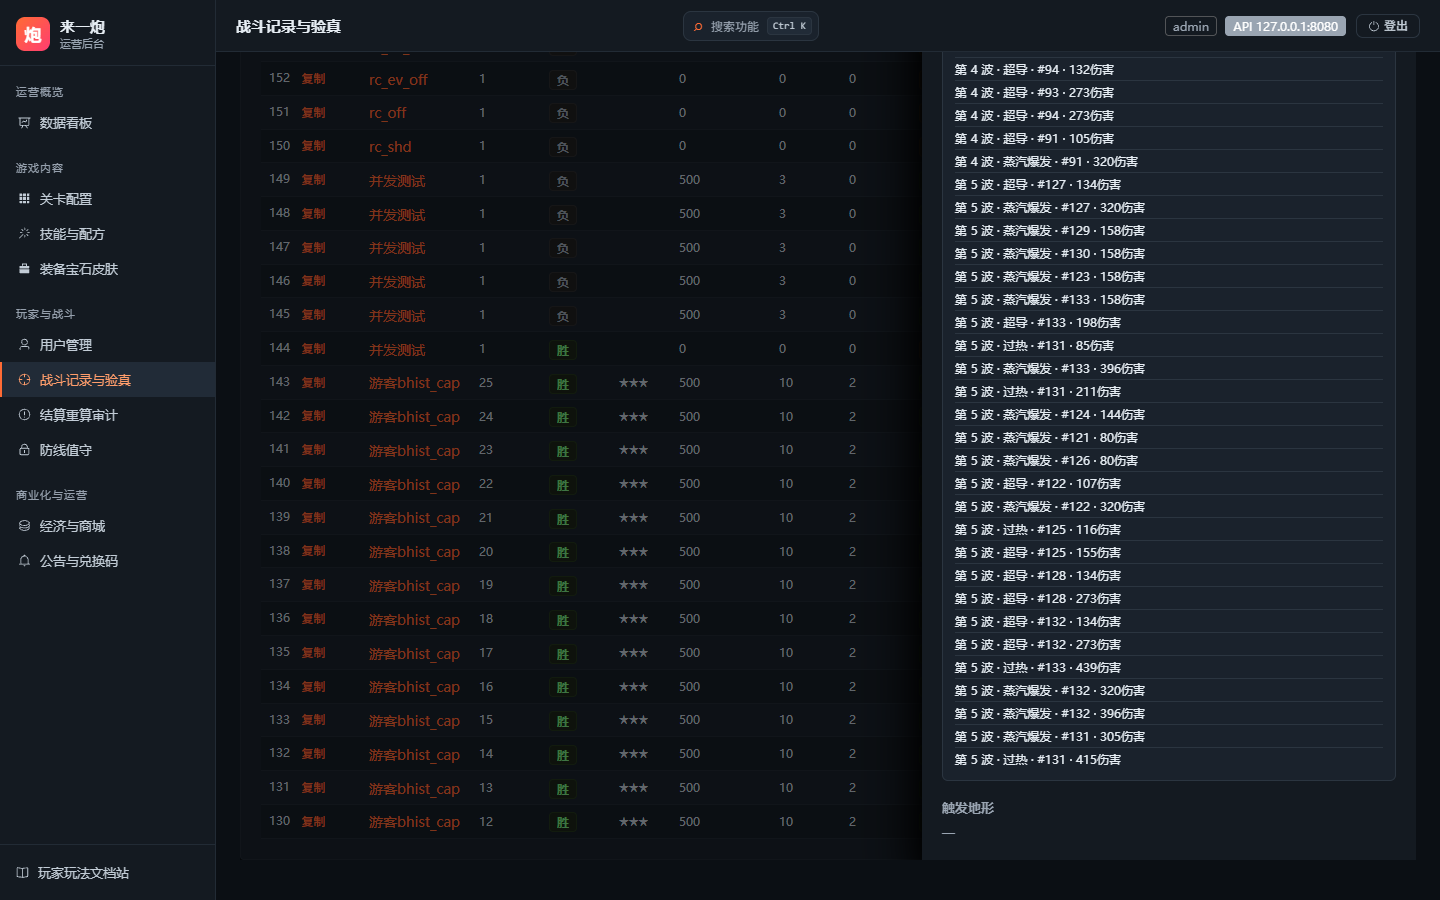 炮
来一炮
运营后台
运营概览
数据看板
游戏内容
关卡配置
技能与配方
装备宝石皮肤
玩家与战斗
用户管理
战斗记录与验真
结算重算审计
防线值守
商业化与运营
经济与商城
公告与兑换码
玩家玩法文档站
战斗记录与验真
搜索功能 Ctrl K
admin
API 127.0.0.1:8080
登出
152 复制 rc_ev_off 1 负 0 0 0
151 复制 rc_off 1 负 0 0 0
150 复制 rc_shd 1 负 0 0 0
149 复制 并发测试 1 负 500 3 0
148 复制 并发测试 1 负 500 3 0
147 复制 并发测试 1 负 500 3 0
146 复制 并发测试 1 负 500 3 0
145 复制 并发测试 1 负 500 3 0
144 复制 并发测试 1 胜 0 0 0
143 复制 游客bhist_cap 25 胜 ★★★ 500 10 2
142 复制 游客bhist_cap 24 胜 ★★★ 500 10 2
141 复制 游客bhist_cap 23 胜 ★★★ 500 10 2
140 复制 游客bhist_cap 22 胜 ★★★ 500 10 2
139 复制 游客bhist_cap 21 胜 ★★★ 500 10 2
138 复制 游客bhist_cap 20 胜 ★★★ 500 10 2
137 复制 游客bhist_cap 19 胜 ★★★ 500 10 2
136 复制 游客bhist_cap 18 胜 ★★★ 500 10 2
135 复制 游客bhist_cap 17 胜 ★★★ 500 10 2
134 复制 游客bhist_cap 16 胜 ★★★ 500 10 2
133 复制 游客bhist_cap 15 胜 ★★★ 500 10 2
132 复制 游客bhist_cap 14 胜 ★★★ 500 10 2
131 复制 游客bhist_cap 13 胜 ★★★ 500 10 2
130 复制 游客bhist_cap 12 胜 ★★★ 500 10 2
第 4 波 · 超导 · #94 · 132伤害
第 4 波 · 超导 · #93 · 273伤害
第 4 波 · 超导 · #94 · 273伤害
第 4 波 · 超导 · #91 · 105伤害
第 4 波 · 蒸汽爆发 · #91 · 320伤害
第 5 波 · 超导 · #127 · 134伤害
第 5 波 · 蒸汽爆发 · #127 · 320伤害
第 5 波 · 蒸汽爆发 · #129 · 158伤害
第 5 波 · 蒸汽爆发 · #130 · 158伤害
第 5 波 · 蒸汽爆发 · #123 · 158伤害
第 5 波 · 蒸汽爆发 · #133 · 158伤害
第 5 波 · 超导 · #133 · 198伤害
第 5 波 · 过热 · #131 · 85伤害
第 5 波 · 蒸汽爆发 · #133 · 396伤害
第 5 波 · 过热 · #131 · 211伤害
第 5 波 · 蒸汽爆发 · #124 · 144伤害
第 5 波 · 蒸汽爆发 · #121 · 80伤害
第 5 波 · 蒸汽爆发 · #126 · 80伤害
第 5 波 · 超导 · #122 · 107伤害
第 5 波 · 蒸汽爆发 · #122 · 320伤害
第 5 波 · 过热 · #125 · 116伤害
第 5 波 · 超导 · #125 · 155伤害
第 5 波 · 超导 · #128 · 134伤害
第 5 波 · 超导 · #128 · 273伤害
第 5 波 · 超导 · #132 · 134伤害
第 5 波 · 超导 · #132 · 273伤害
第 5 波 · 过热 · #133 · 439伤害
第 5 波 · 蒸汽爆发 · #132 · 320伤害
第 5 波 · 蒸汽爆发 · #132 · 396伤害
第 5 波 · 蒸汽爆发 · #131 · 305伤害
第 5 波 · 过热 · #131 · 415伤害
触发地形
—